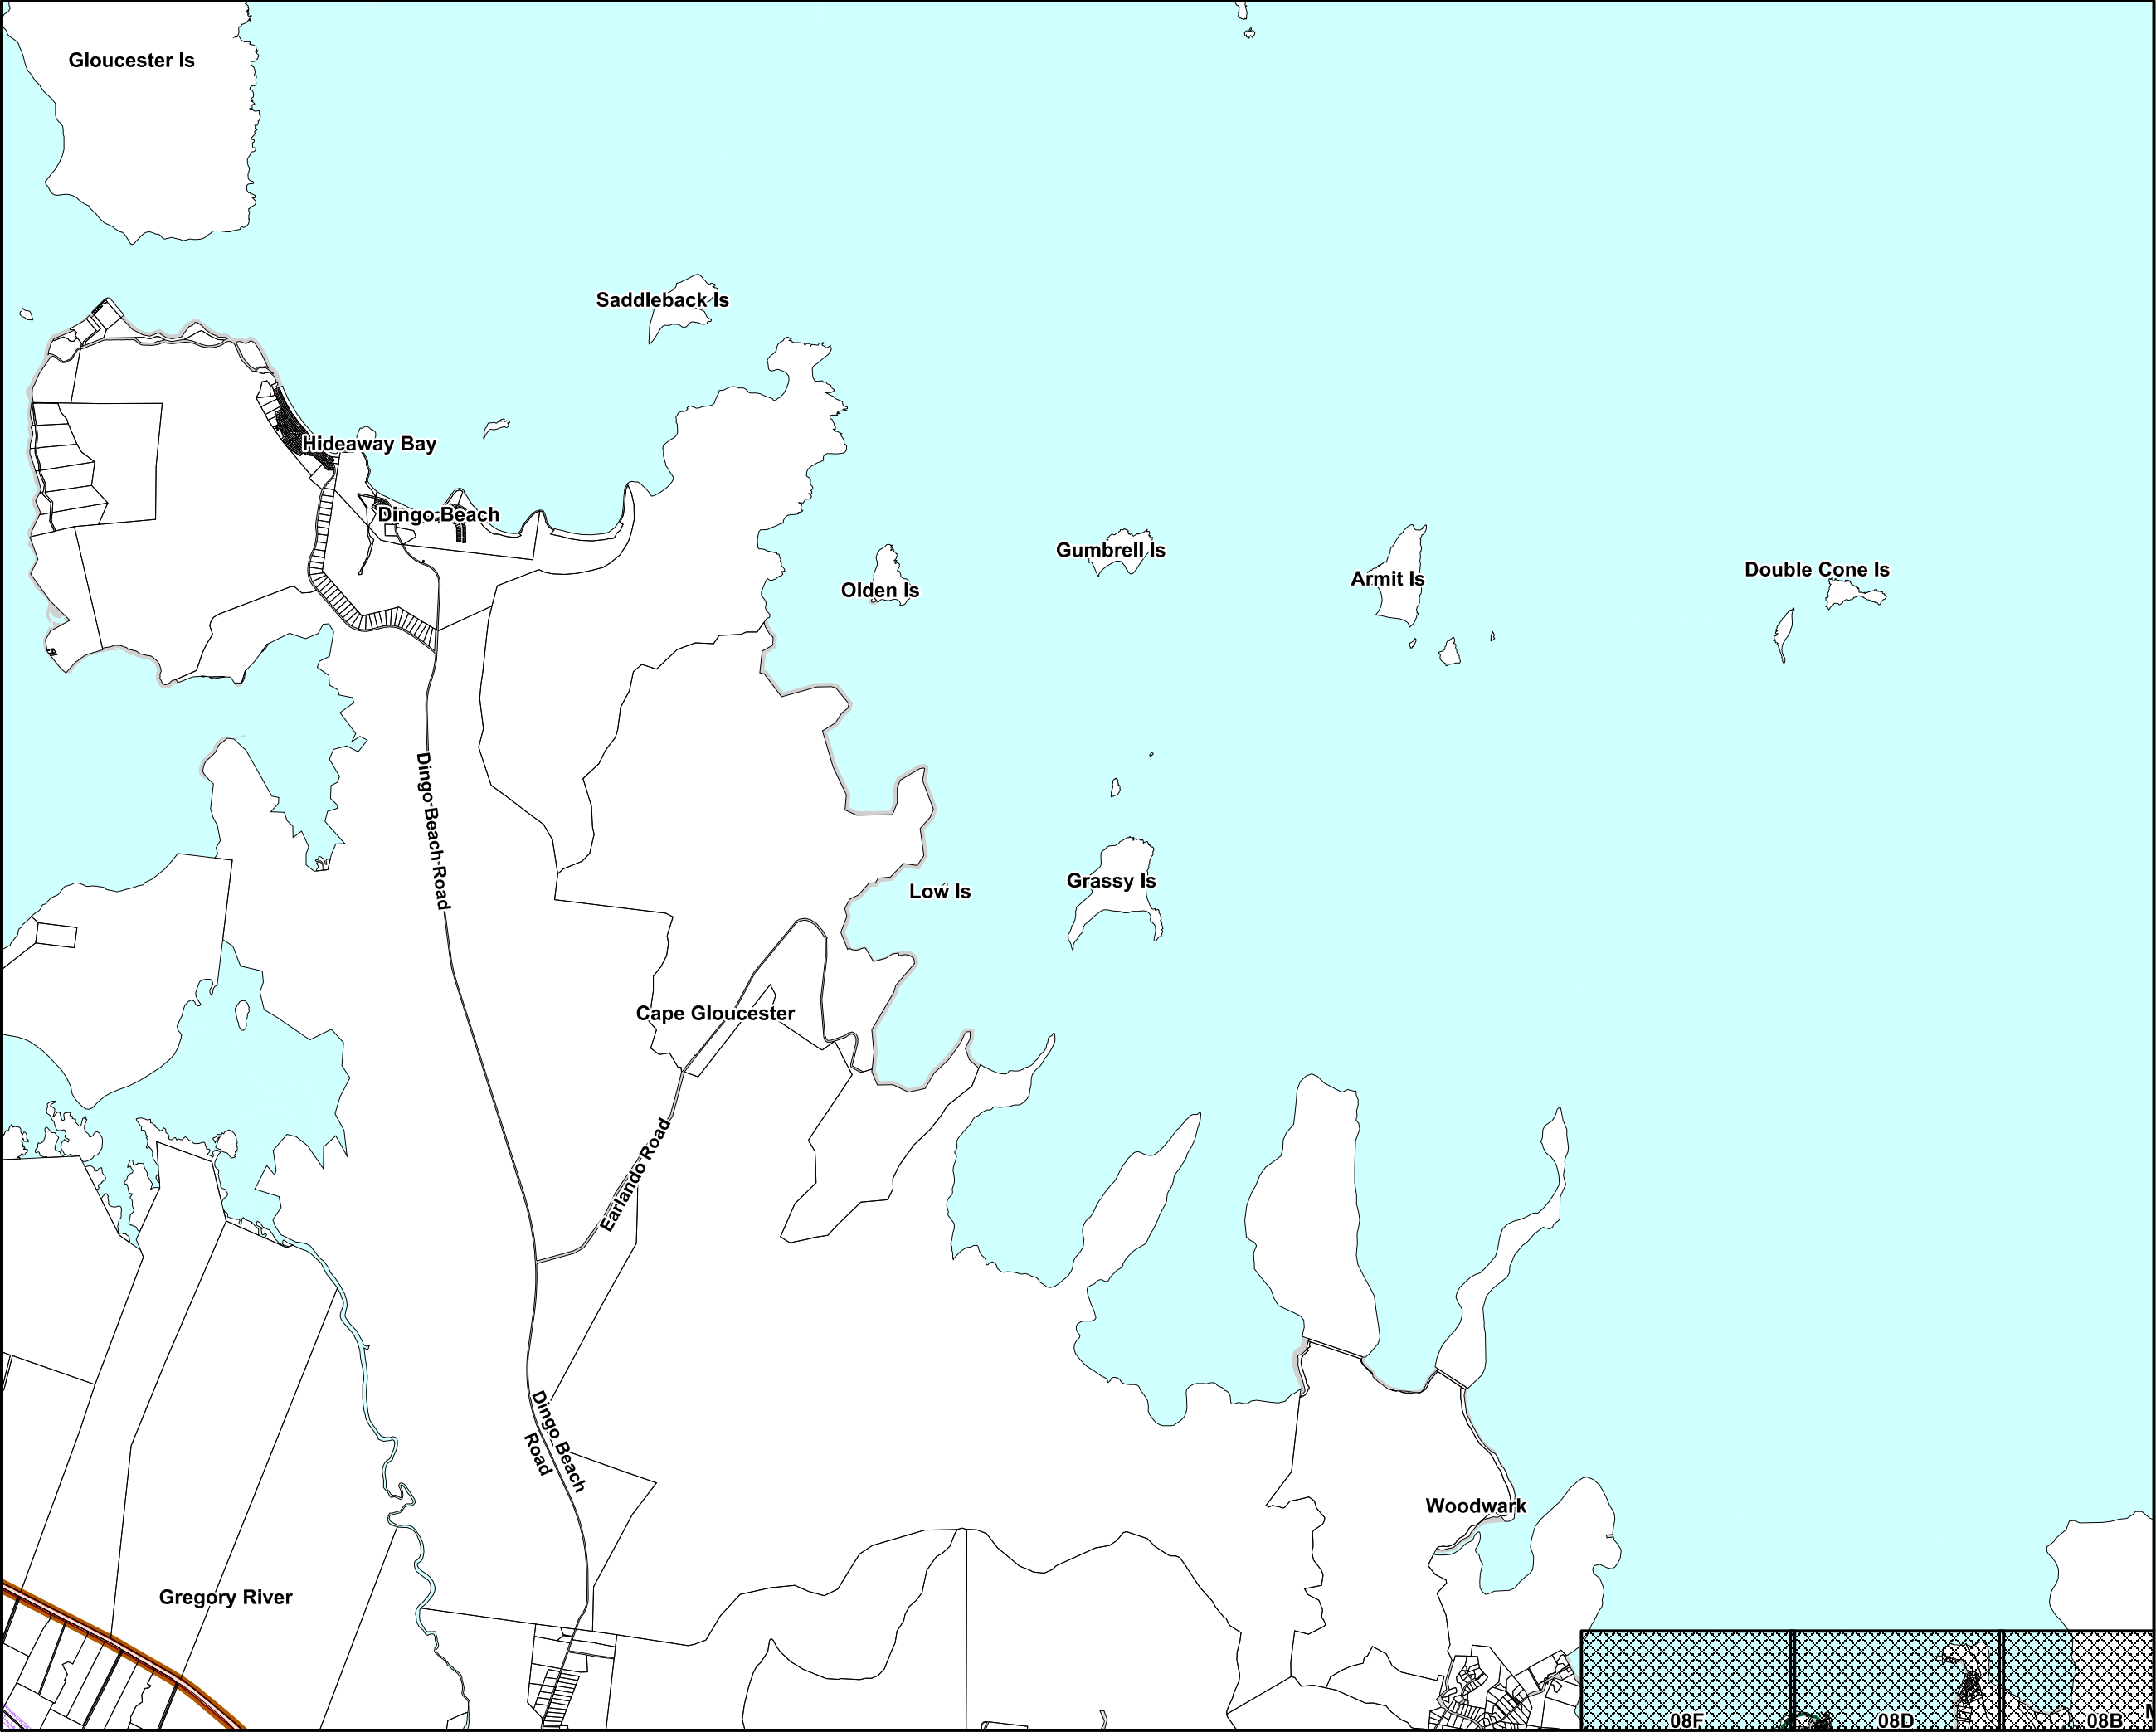 Gloucester Is
Saddleback Is
Hideaway Bay
Dingo Beach
Gumbrell Is
Double Cone Is
Armit Is
Olden Is
Dingo Beach Road
Grassy Is
Low Is
Cape Gloucester
Earlando Road
Dingo Beach
Road
Woodwark
Gregory River
08F
08D
08B